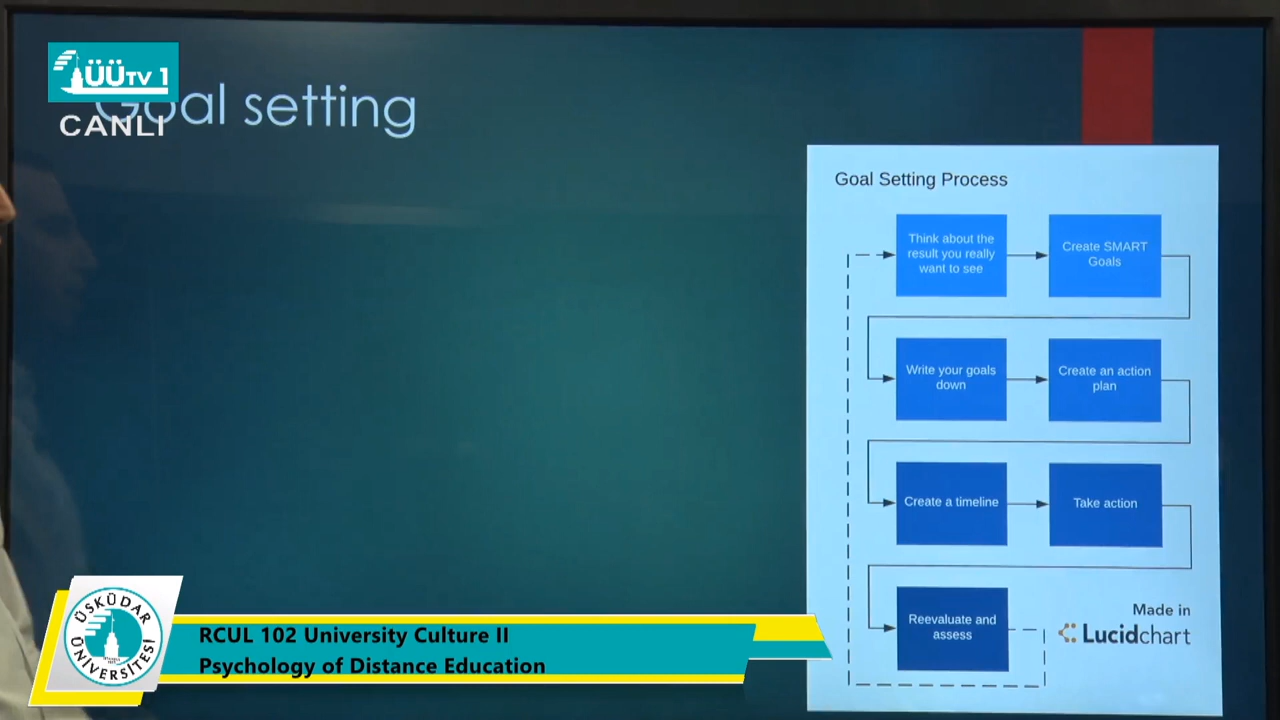 ÜÜTV 1
CANLI
Goal setting
Goal Setting Process
Think about the
result you really
want to see
Create SMART
Goals
Write your goals
down
Create an action
plan
Create a timeline
Take action
Reevaluate and
assess
Made in
Lucidchart
ÜSKÜDAR
ÜNİVERSİTESİ
RCUL 102 University Culture II
Psychology of Distance Education